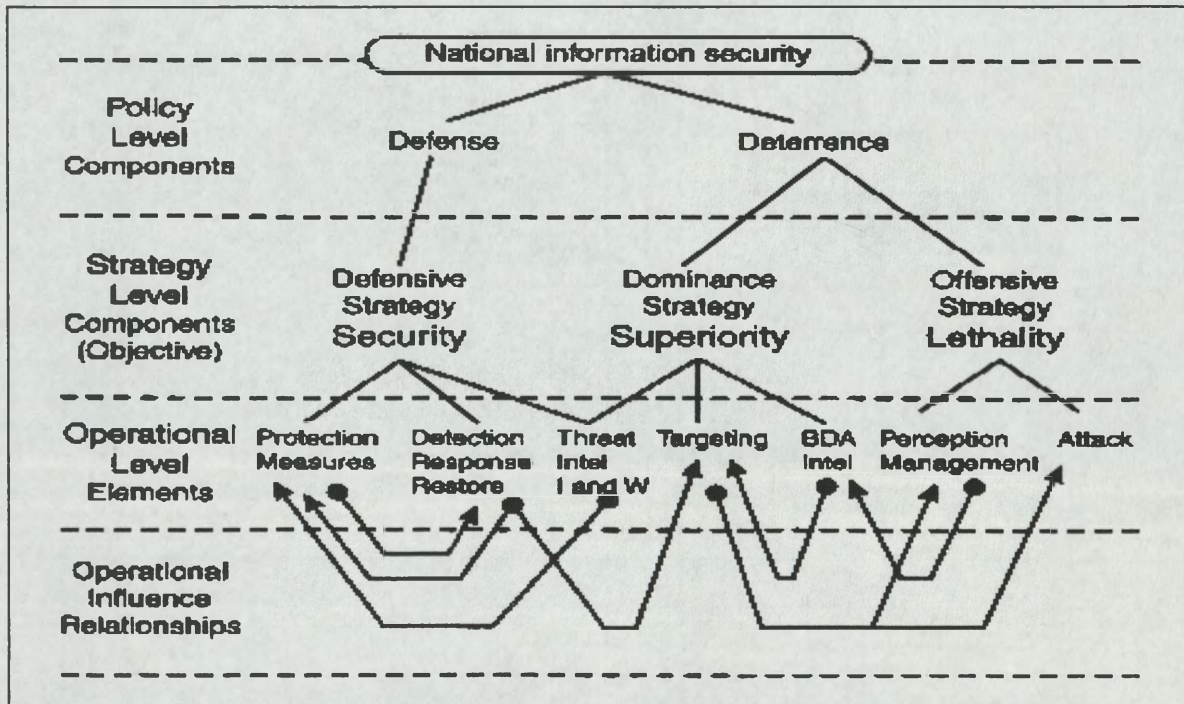 National information security
Policy
Level
Components
Defense
Deterrance
Strategy
Level
Components
(Objective)
Defensive
Strategy
Security
Dominance
Strategy
Superiority
Offensive
Strategy
Lethality
Operational
Level
Elements
Protection
Measures
Detection
Response
Restore
Threat
Intel
I and W
Targeting
BDA
Intel
Perception
Management
Attack
Operational
Influence
Relationships